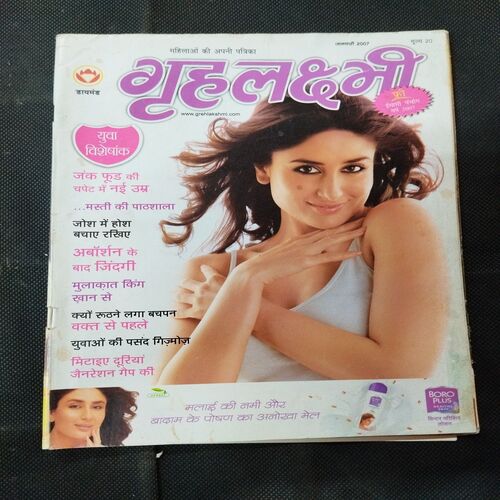 महिलाओं की अपनी पत्रिका
जनवरी 2007
मूल्य 20
डायमंड
गृहलक्ष्मी
www.grehlakshmi.com
फ्री
युवा
विशेषांक
जंक फूड की
चपेट में नई उम्र
...मस्ती की पाठशाला
जोश में होश
बचाए रखिए
अबॉर्शन के
बाद जिंदगी
मुलाकात किंग
खान से
क्यों रूठने लगा बचपन
वक्त से पहले
युवाओं की पसंद गिज़्मोज़
मिटाइए दूरियां
जैनरेशन गैप की
मलाई की नमी और
बादाम के पोषण का अनोखा मेल
BORO
PLUS